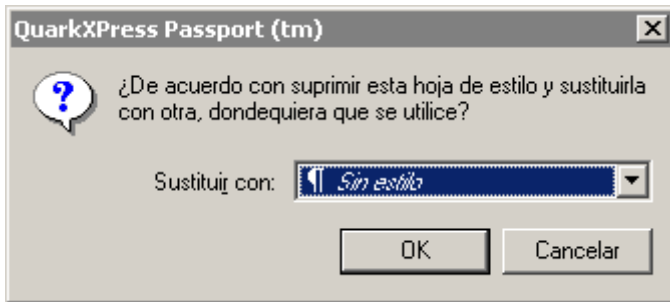 QuarkXPress Passport (tm)
¿De acuerdo con suprimir esta hoja de estilo y sustituirla
con otra, dondequiera que se utilice?
Sustituir con: ¶ Sin estilo
OK Cancelar